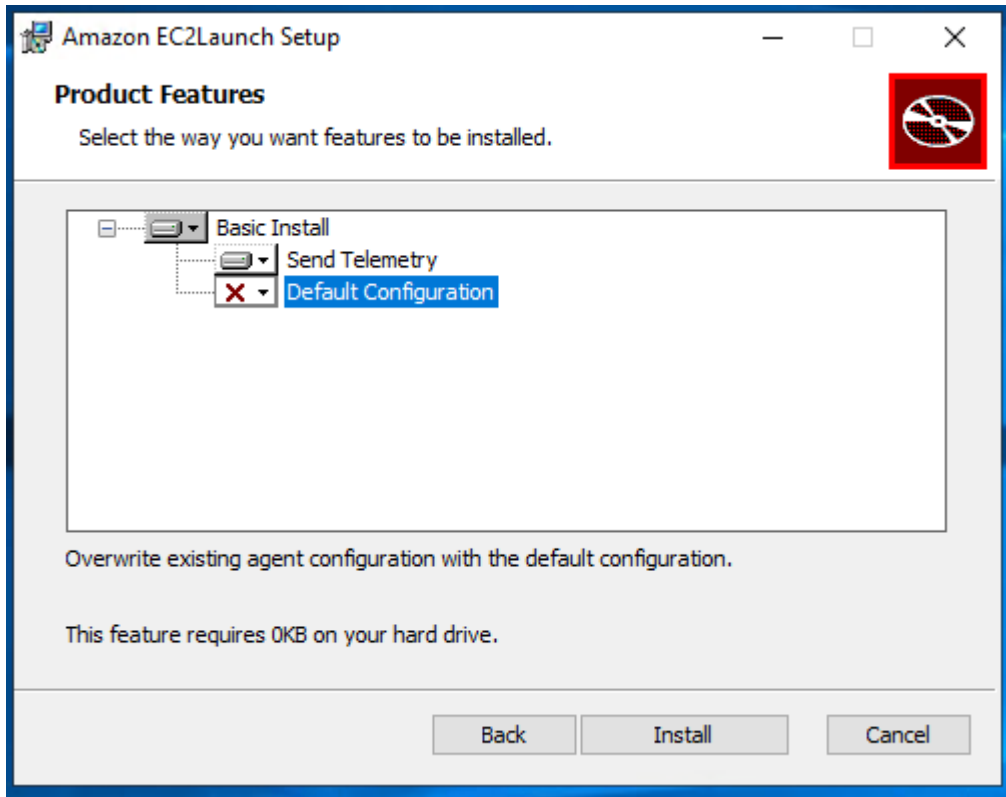 Amazon EC2Launch Setup
Product Features
Select the way you want features to be installed.
Basic Install
Send Telemetry
Default Configuration
Overwrite existing agent configuration with the default configuration.
This feature requires 0KB on your hard drive.
Back Install Cancel